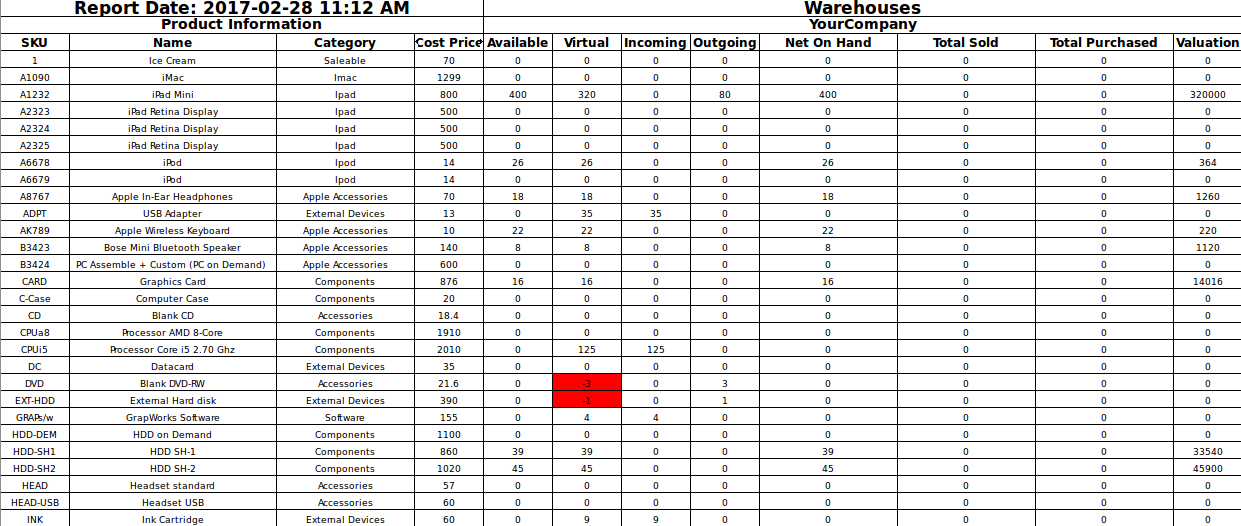 Report Date: 2017-02-28 11:12 AM Warehouses
Product Information YourCompany
SKU Name Category Cost Price Available Virtual Incoming Outgoing Net On Hand Total Sold Total Purchased Valuation
1 Ice Cream Saleable 70 0 0 0 0 0 0 0 0
A1090 iMac Imac 1299 0 0 0 0 0 0 0 0
A1232 iPad Mini Ipad 800 400 320 0 80 400 0 0 320000
A2323 iPad Retina Display Ipad 500 0 0 0 0 0 0 0 0
A2324 iPad Retina Display Ipad 500 0 0 0 0 0 0 0 0
A2325 iPad Retina Display Ipad 500 0 0 0 0 0 0 0 0
A6678 iPod Ipod 14 26 26 0 0 26 0 0 364
A6679 iPod Ipod 14 0 0 0 0 0 0 0 0
A8767 Apple In-Ear Headphones Apple Accessories 70 18 18 0 0 18 0 0 1260
ADPT USB Adapter External Devices 13 0 35 35 0 0 0 0 0
AK789 Apple Wireless Keyboard Apple Accessories 10 22 22 0 0 22 0 0 220
B3423 Bose Mini Bluetooth Speaker Apple Accessories 140 8 8 0 0 8 0 0 1120
B3424 PC Assemble + Custom (PC on Demand) Apple Accessories 600 0 0 0 0 0 0 0 0
CARD Graphics Card Components 876 16 16 0 0 16 0 0 14016
C-Case Computer Case Components 20 0 0 0 0 0 0 0 0
CD Blank CD Accessories 18.4 0 0 0 0 0 0 0 0
CPUa8 Processor AMD 8-Core Components 1910 0 0 0 0 0 0 0 0
CPUi5 Processor Core i5 2.70 Ghz Components 2010 0 125 125 0 0 0 0 0
DC Datacard External Devices 35 0 0 0 0 0 0 0 0
DVD Blank DVD-RW Accessories 21.6 0 -3 0 3 0 0 0 0
EXT-HDD External Hard disk External Devices 390 0 -1 0 1 0 0 0 0
GRAPs/w GrapWorks Software Software 155 0 4 4 0 0 0 0 0
HDD-DEM HDD on Demand Components 1100 0 0 0 0 0 0 0 0
HDD-SH1 HDD SH-1 Components 860 39 39 0 0 39 0 0 33540
HDD-SH2 HDD SH-2 Components 1020 45 45 0 0 45 0 0 45900
HEAD Headset standard Accessories 57 0 0 0 0 0 0 0 0
HEAD-USB Headset USB Accessories 60 0 0 0 0 0 0 0 0
INK Ink Cartridge External Devices 60 0 9 9 0 0 0 0 0